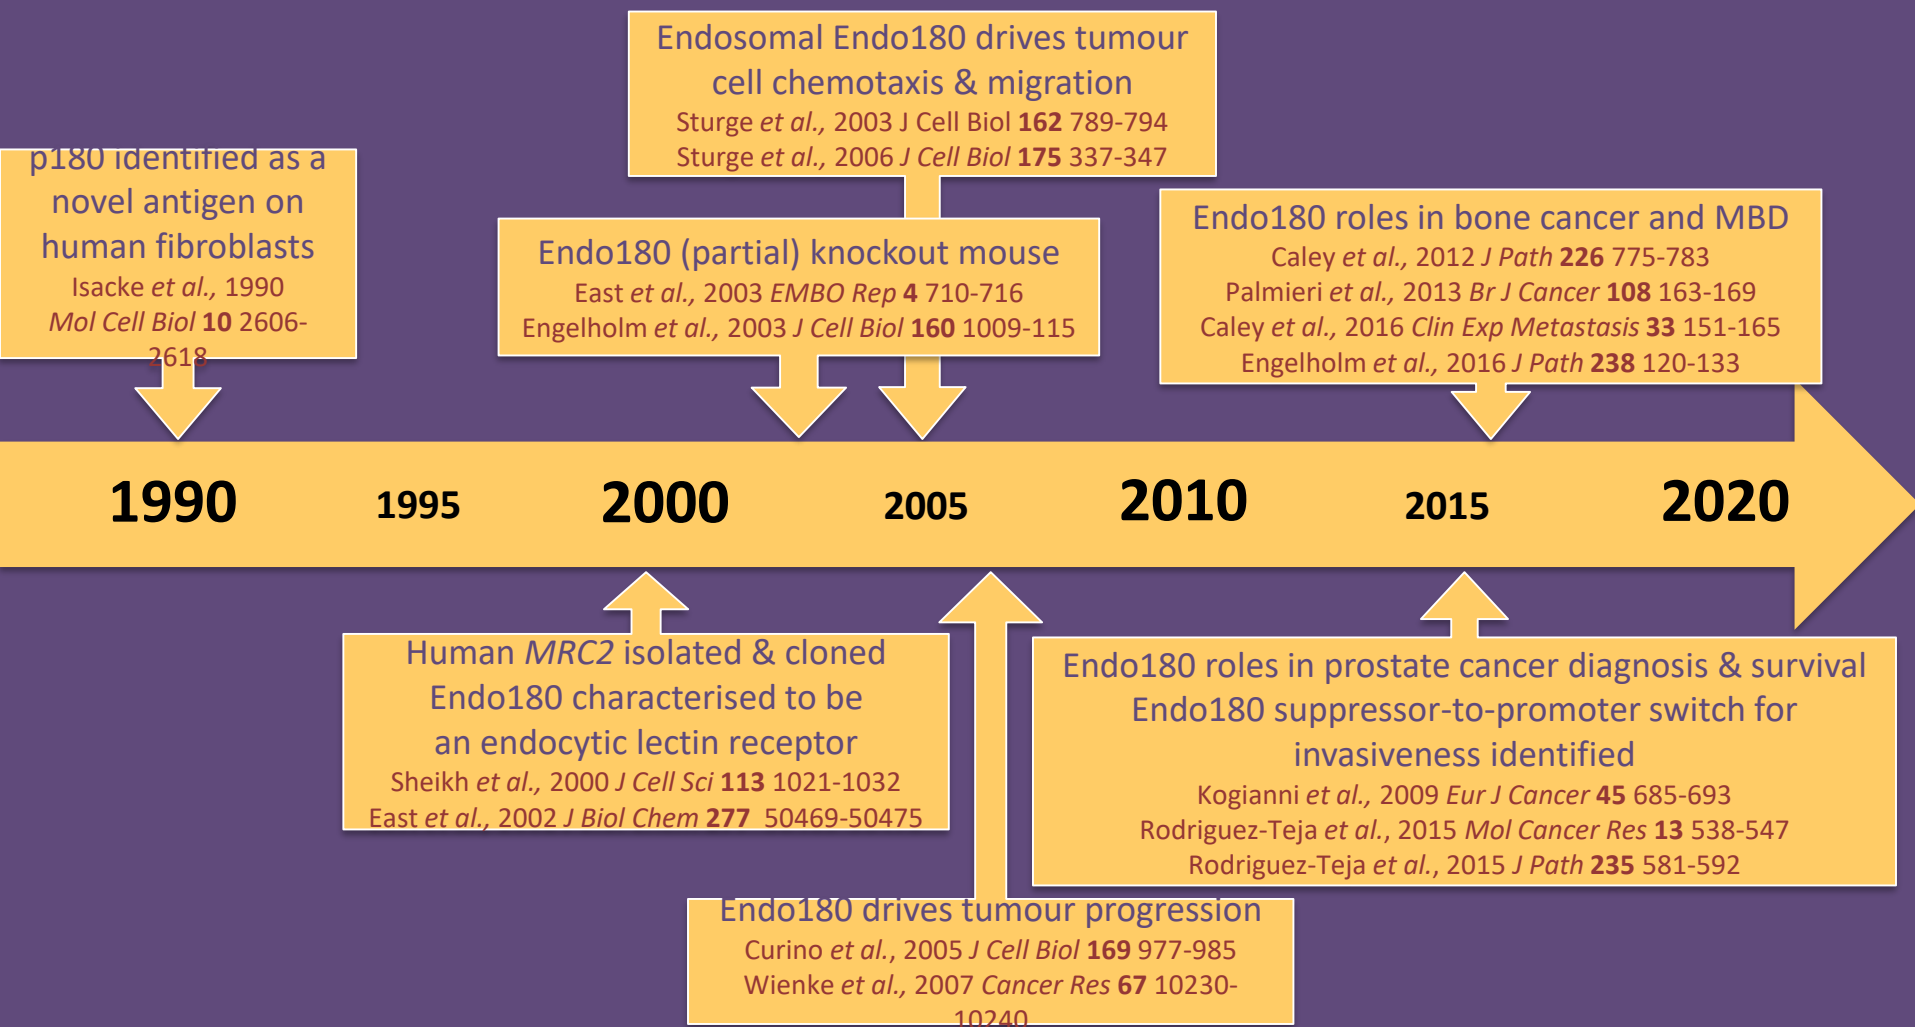 Endosomal Endo180 drives tumour
cell chemotaxis & migration
Sturge et al., 2003 J Cell Biol 162 789-794
Sturge et al., 2006 J Cell Biol 175 337-347
p180 identified as a
novel antigen on
human fibroblasts
Isacke et al., 1990
Mol Cell Biol 10 2606-
2618
Endo180 (partial) knockout mouse
East et al., 2003 EMBO Rep 4 710-716
Engelholm et al., 2003 J Cell Biol 160 1009-115
Endo180 roles in bone cancer and MBD
Caley et al., 2012 J Path 226 775-783
Palmieri et al., 2013 Br J Cancer 108 163-169
Caley et al., 2016 Clin Exp Metastasis 33 151-165
Engelholm et al., 2016 J Path 238 120-133
1990 1995 2000 2005 2010 2015 2020
Human MRC2 isolated & cloned
Endo180 characterised to be
an endocytic lectin receptor
Sheikh et al., 2000 J Cell Sci 113 1021-1032
East et al., 2002 J Biol Chem 277 50469-50475
Endo180 roles in prostate cancer diagnosis & survival
Endo180 suppressor-to-promoter switch for
invasiveness identified
Kogianni et al., 2009 Eur J Cancer 45 685-693
Rodriguez-Teja et al., 2015 Mol Cancer Res 13 538-547
Rodriguez-Teja et al., 2015 J Path 235 581-592
Endo180 drives tumour progression
Curino et al., 2005 J Cell Biol 169 977-985
Wienke et al., 2007 Cancer Res 67 10230-
10240